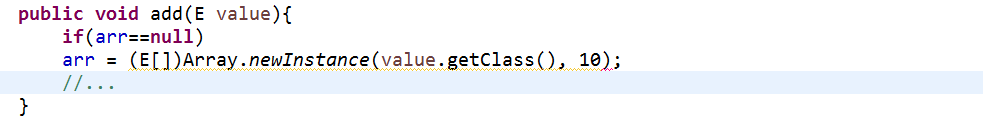 public void add(E value){
if(arr==null)
arr = (E[])Array.newInstance(value.getClass(), 10);
//...
}